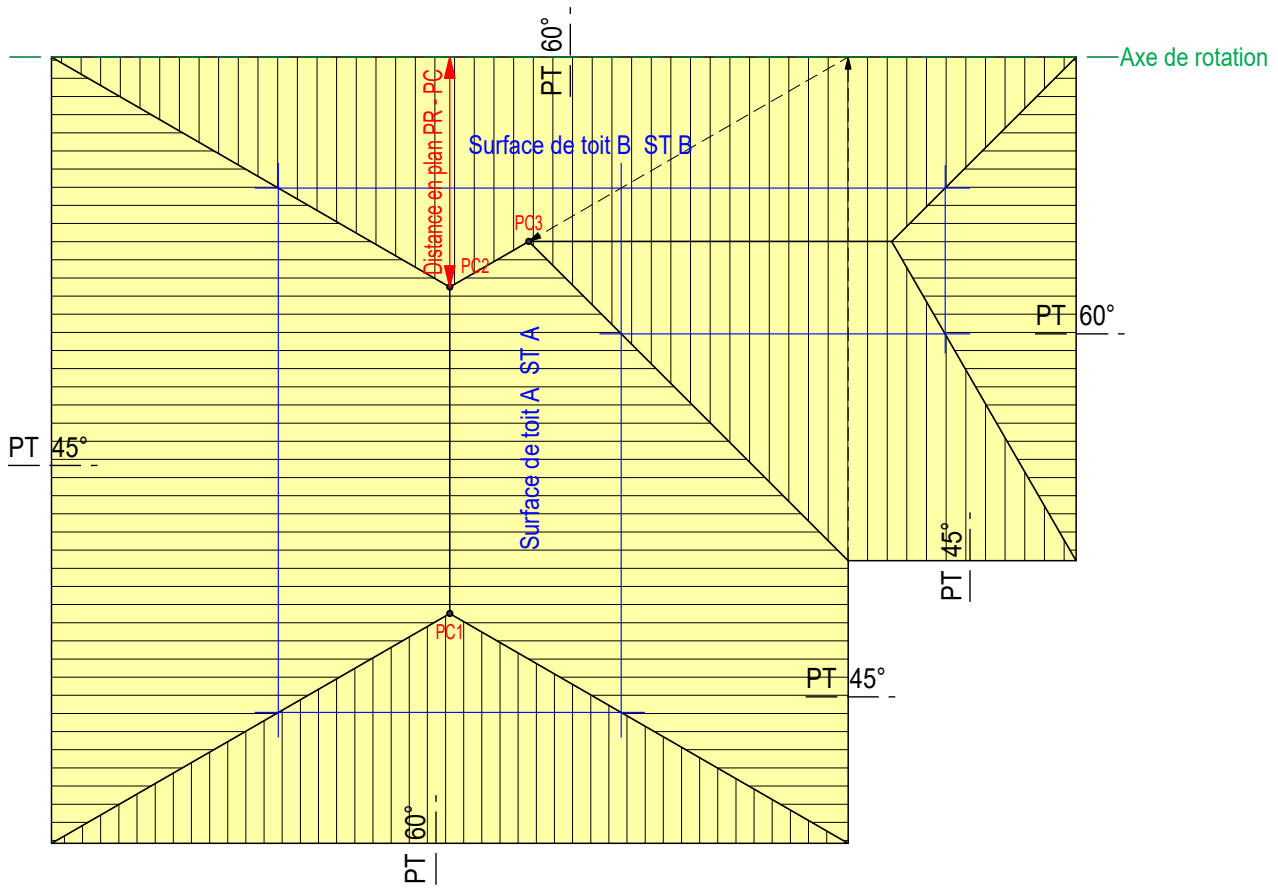 PT 60°
Axe de rotation
Distance en plan PR - PC
Surface de toit B ST B
PC3
PC2
PT 60°
Surface de toit A ST A
PT 45°
PT 45°
PC1
PT 45°
PT 60°